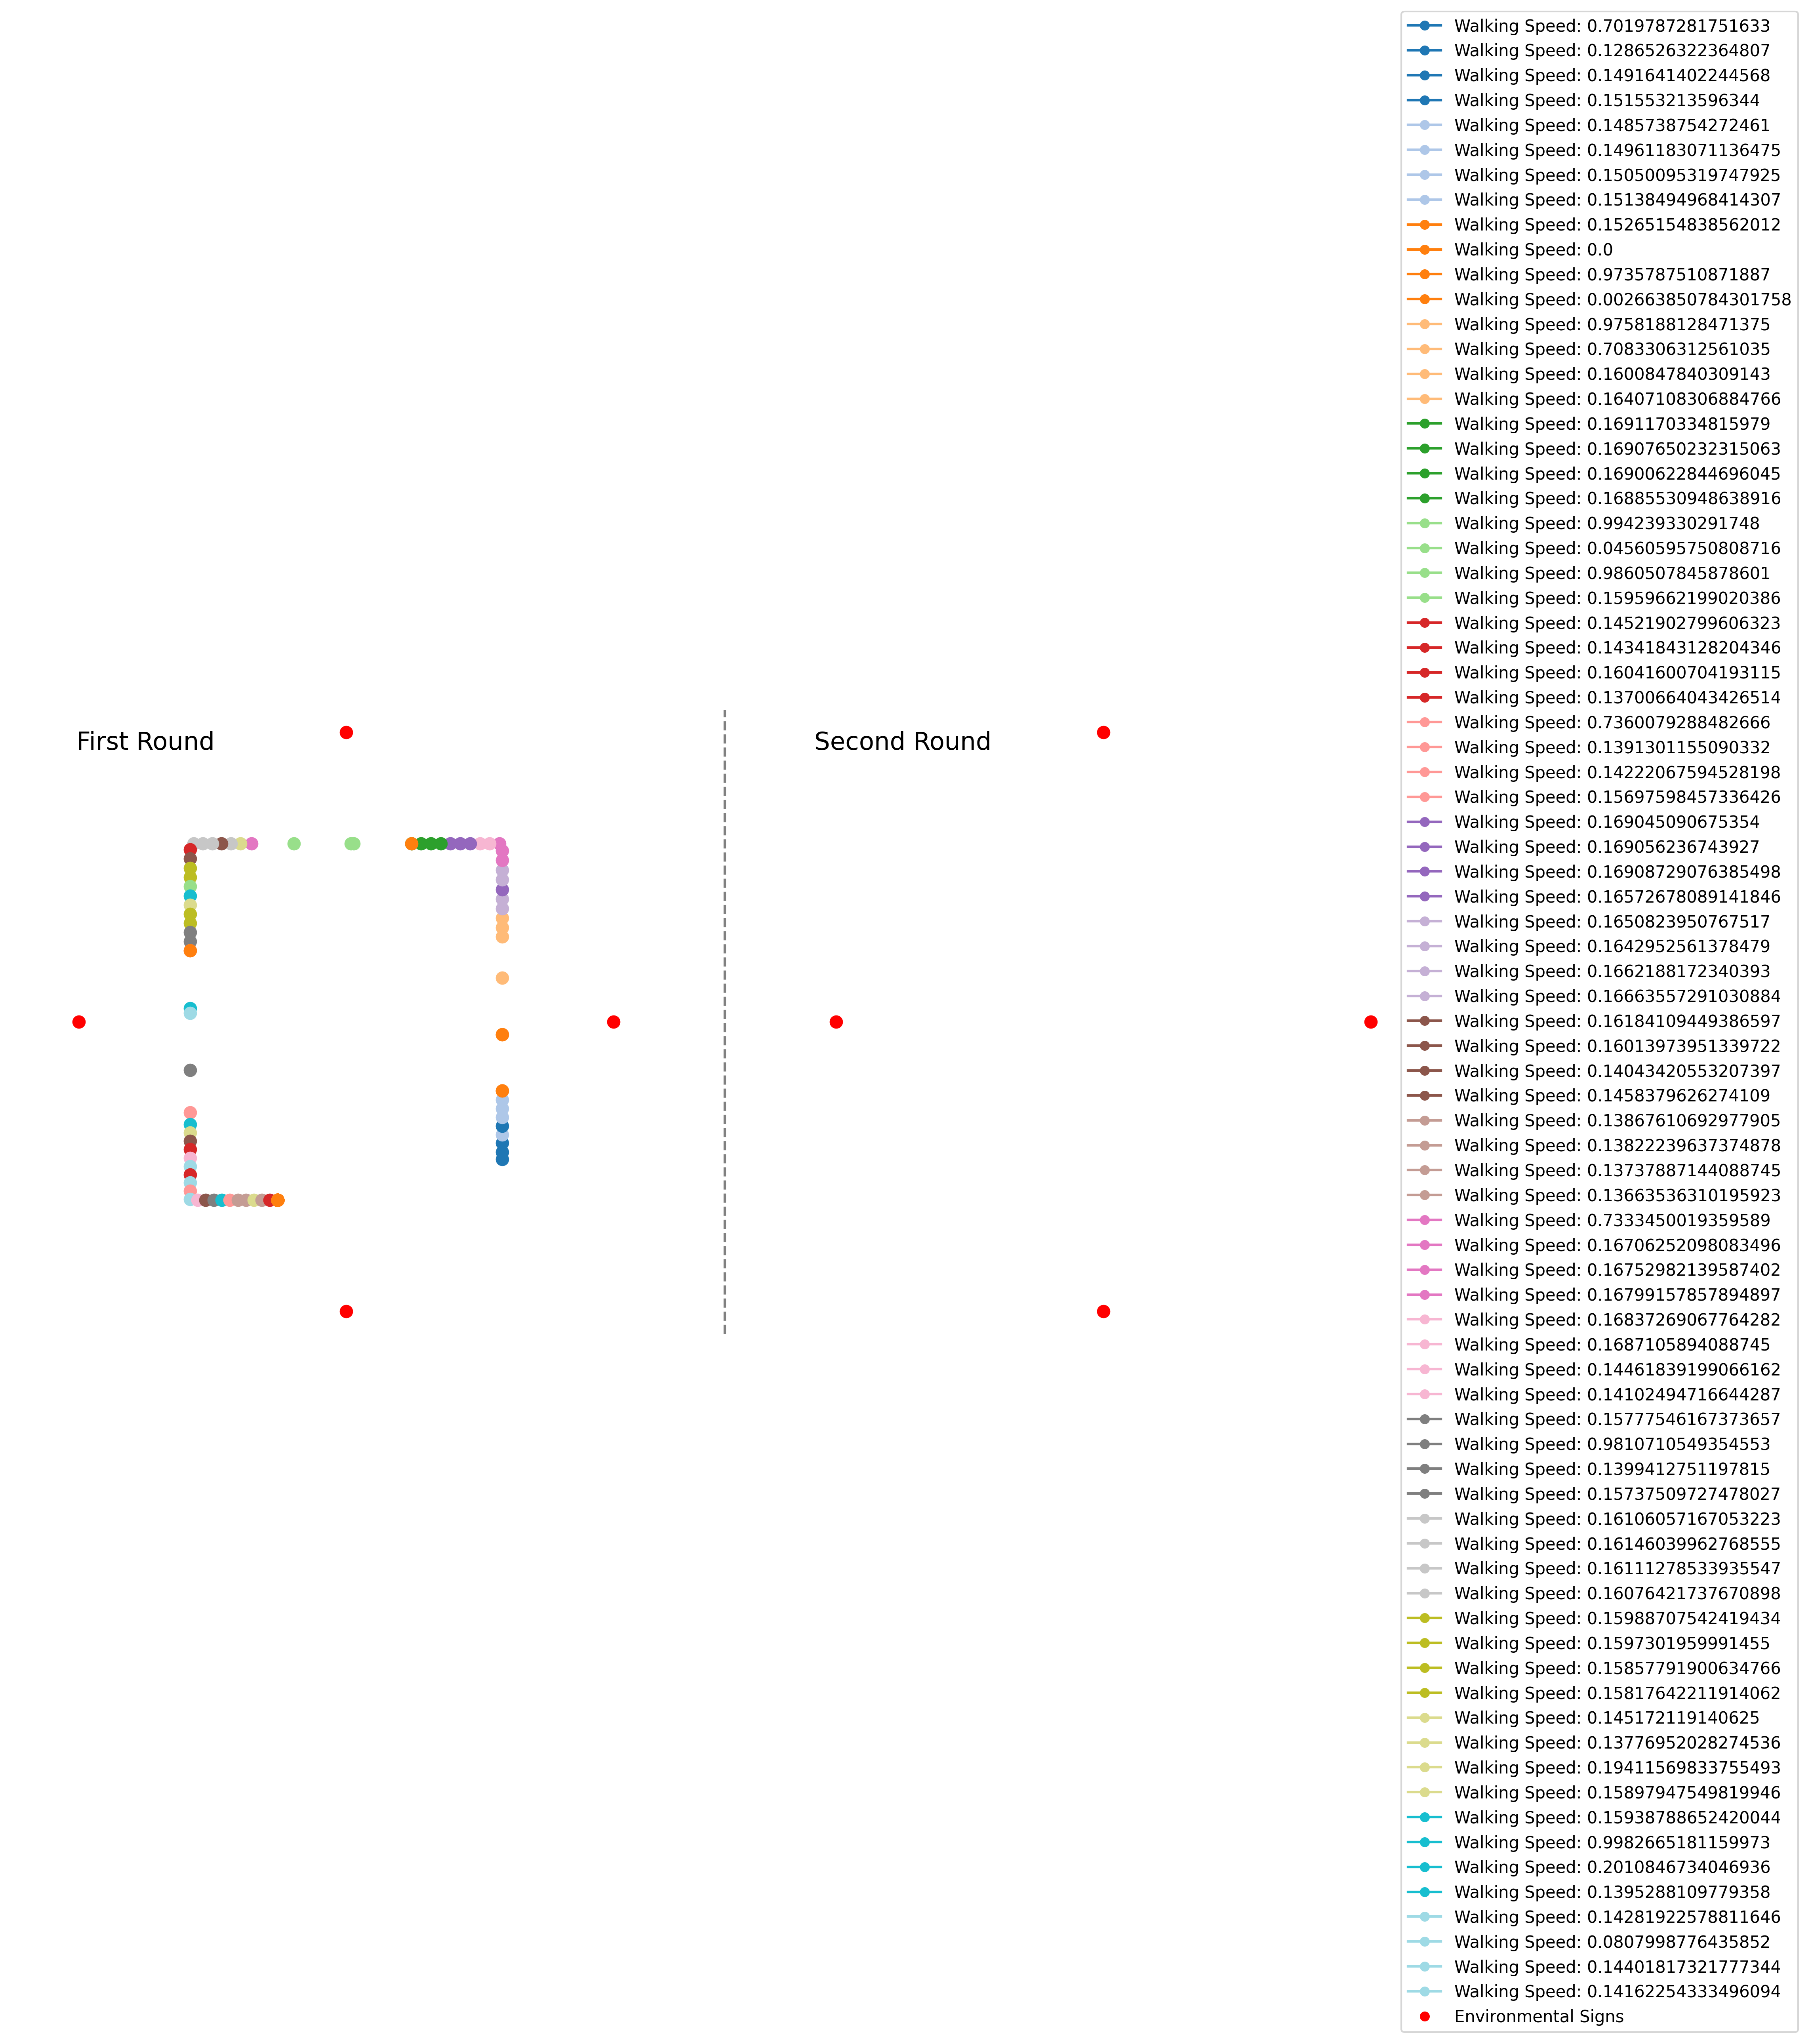 First Round
Second Round
Walking Speed: 0.7019787281751633
Walking Speed: 0.1286526322364807
Walking Speed: 0.1491641402244568
Walking Speed: 0.151553213596344
Walking Speed: 0.1485738754272461
Walking Speed: 0.14961183071136475
Walking Speed: 0.15050095319747925
Walking Speed: 0.15138494968414307
Walking Speed: 0.15265154838562012
Walking Speed: 0.0
Walking Speed: 0.9735787510871887
Walking Speed: 0.002663850784301758
Walking Speed: 0.9758188128471375
Walking Speed: 0.7083306312561035
Walking Speed: 0.1600847840309143
Walking Speed: 0.16407108306884766
Walking Speed: 0.1691170334815979
Walking Speed: 0.16907650232315063
Walking Speed: 0.16900622844696045
Walking Speed: 0.16885530948638916
Walking Speed: 0.994239330291748
Walking Speed: 0.04560595750808716
Walking Speed: 0.9860507845878601
Walking Speed: 0.15959662199020386
Walking Speed: 0.14521902799606323
Walking Speed: 0.14341843128204346
Walking Speed: 0.16041600704193115
Walking Speed: 0.13700664043426514
Walking Speed: 0.7360079288482666
Walking Speed: 0.1391301155090332
Walking Speed: 0.14222067594528198
Walking Speed: 0.15697598457336426
Walking Speed: 0.169045090675354
Walking Speed: 0.169056236743927
Walking Speed: 0.16908729076385498
Walking Speed: 0.16572678089141846
Walking Speed: 0.1650823950767517
Walking Speed: 0.1642952561378479
Walking Speed: 0.1662188172340393
Walking Speed: 0.16663557291030884
Walking Speed: 0.16184109449386597
Walking Speed: 0.16013973951339722
Walking Speed: 0.14043420553207397
Walking Speed: 0.1458379626274109
Walking Speed: 0.13867610692977905
Walking Speed: 0.13822239637374878
Walking Speed: 0.13737887144088745
Walking Speed: 0.13663536310195923
Walking Speed: 0.7333450019359589
Walking Speed: 0.16706252098083496
Walking Speed: 0.16752982139587402
Walking Speed: 0.16799157857894897
Walking Speed: 0.16837269067764282
Walking Speed: 0.1687105894088745
Walking Speed: 0.14461839199066162
Walking Speed: 0.14102494716644287
Walking Speed: 0.15777546167373657
Walking Speed: 0.9810710549354553
Walking Speed: 0.1399412751197815
Walking Speed: 0.15737509727478027
Walking Speed: 0.16106057167053223
Walking Speed: 0.16146039962768555
Walking Speed: 0.16111278533935547
Walking Speed: 0.16076421737670898
Walking Speed: 0.15988707542419434
Walking Speed: 0.1597301959991455
Walking Speed: 0.15857791900634766
Walking Speed: 0.15817642211914062
Walking Speed: 0.145172119140625
Walking Speed: 0.13776952028274536
Walking Speed: 0.19411569833755493
Walking Speed: 0.15897947549819946
Walking Speed: 0.15938788652420044
Walking Speed: 0.9982665181159973
Walking Speed: 0.2010846734046936
Walking Speed: 0.1395288109779358
Walking Speed: 0.14281922578811646
Walking Speed: 0.0807998776435852
Walking Speed: 0.14401817321777344
Walking Speed: 0.14162254333496094
Environmental Signs